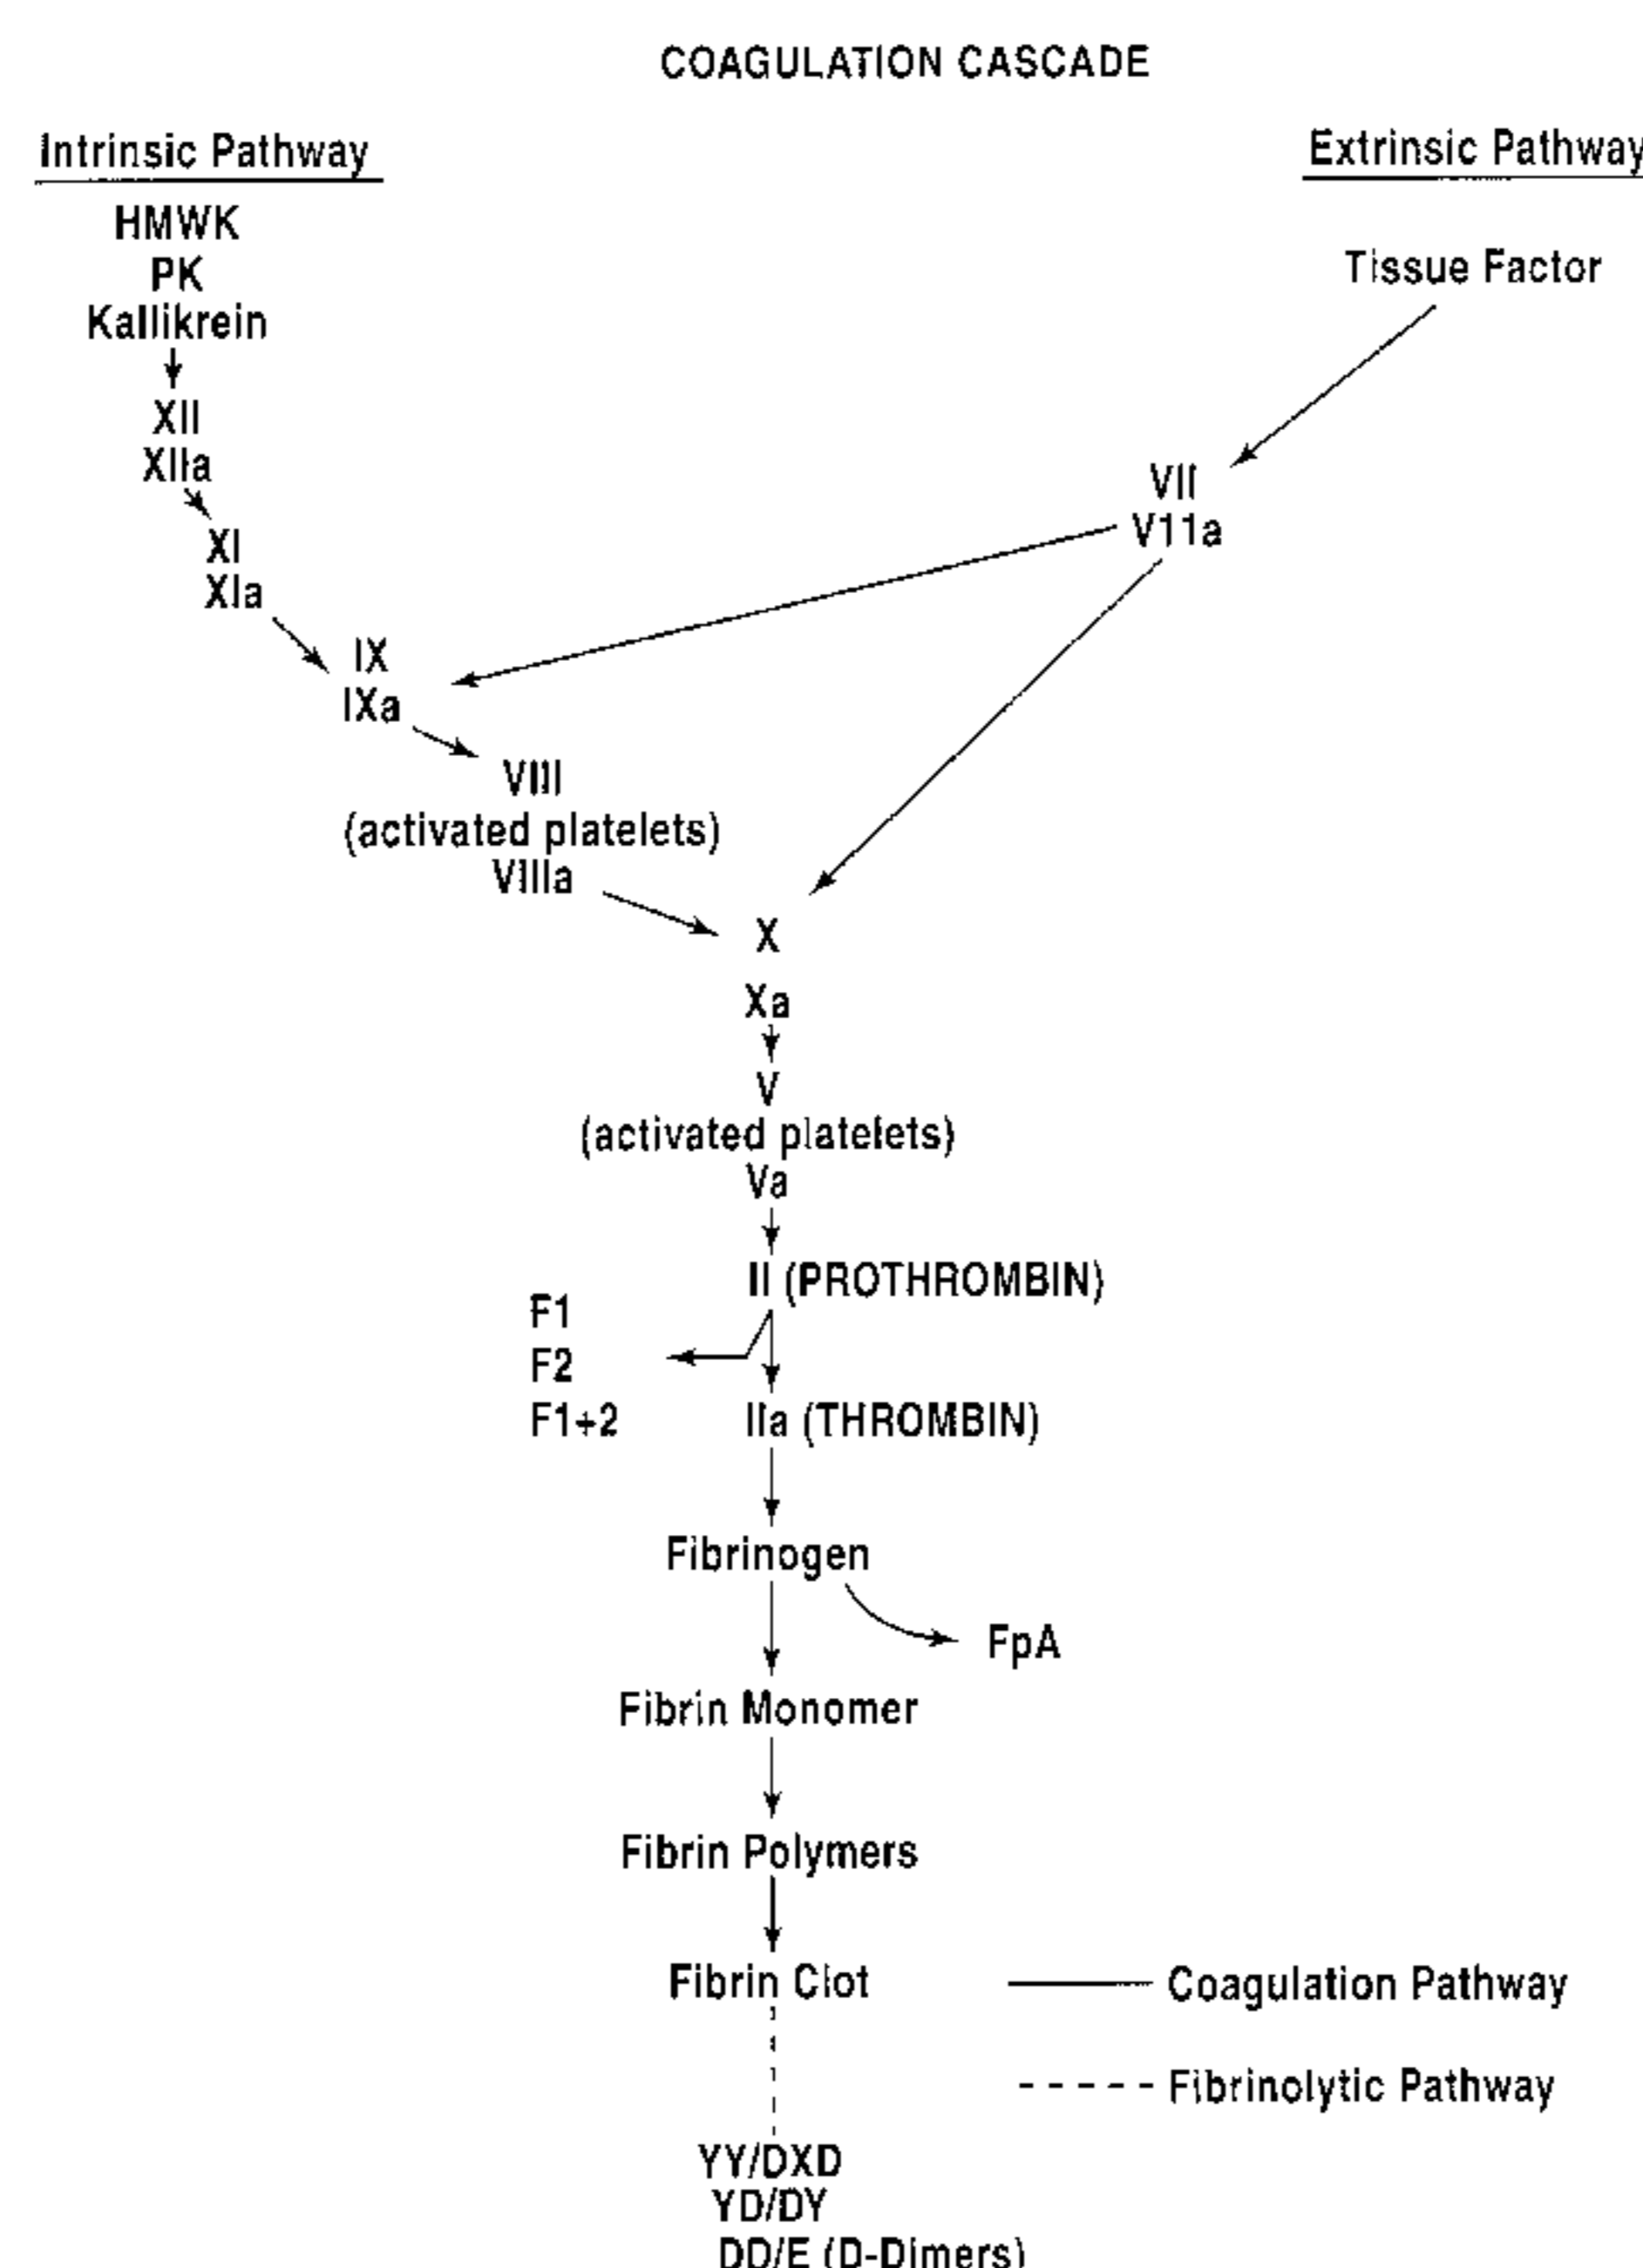 COAGULATION CASCADE
Intrinsic Pathway
Extrinsic Pathway
HMWK
PK
Kallikrein
Tissue Factor
XII
XIIa
VII
V11a
XI
XIa
IX
IXa
VIII
(activated platelets)
VIIIa
X
Xa
V
(activated platelets)
Va
II (PROTHROMBIN)
F1
F2
F1+2
IIa (THROMBIN)
Fibrinogen
FpA
Fibrin Monomer
Fibrin Polymers
Fibrin Clot
Coagulation Pathway
Fibrinolytic Pathway
YY/DXD
YD/DY
DD/E (D-Dimers)